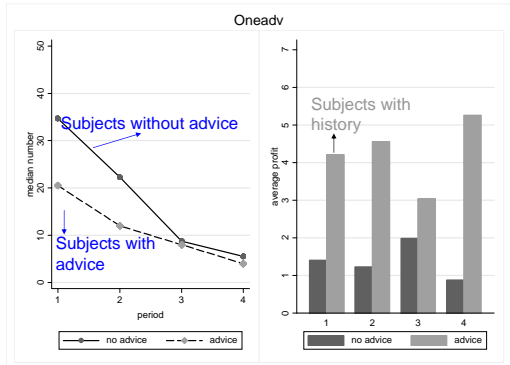 Oneadv
50
40
30
20
10
0
median number
Subjects without advice
Subjects with
advice
1 2 3 4
period
no advice advice
7
6
5
4
3
2
1
0
average profit
Subjects with
history
1 2 3 4
no advice advice